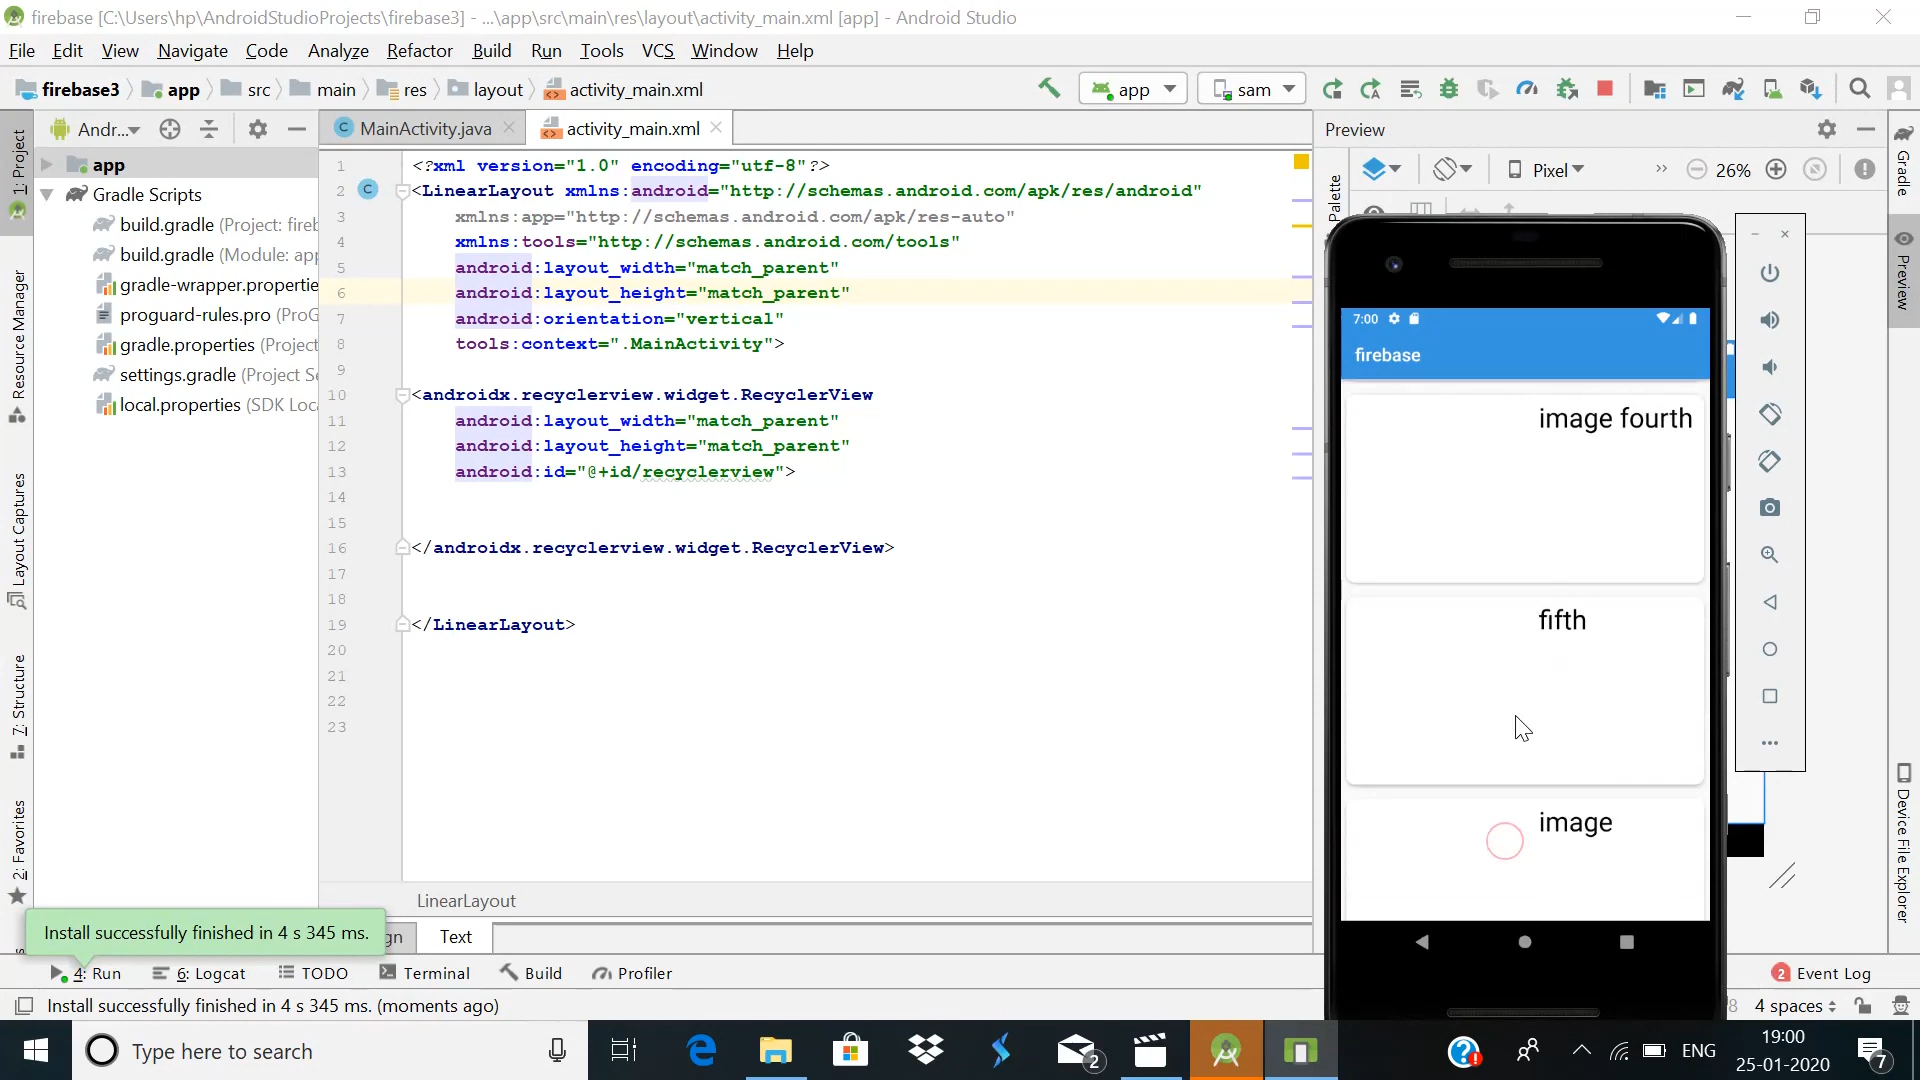 firebase [C:\Users\hp\AndroidStudioProjects\firebase3] - ...\app\src\main\res\layout\activity_main.xml [app] - Android Studio
File Edit View Navigate Code Analyze Refactor Build Run Tools VCS Window Help
firebase3 app src main res layout activity_main.xml
app sam
Andr...
MainActivity.java activity_main.xml
Preview
app
Gradle Scripts
build.gradle (Project: firel
build.gradle (Module: ap
gradle-wrapper.propertie
proguard-rules.pro (ProG
gradle.properties (Project
settings.gradle (Project Se
local.properties (SDK Loc
1: Project
Resource Manager
Layout Captures
7: Structure
2: Favorites
1 <?xml version="1.0" encoding="utf-8"?>
2 <LinearLayout xmlns:android="http://schemas.android.com/apk/res/android"
3 xmlns:app="http://schemas.android.com/apk/res-auto"
4 xmlns:tools="http://schemas.android.com/tools"
5 android:layout_width="match_parent"
6 android:layout_height="match_parent"
7 android:orientation="vertical"
8 tools:context=".MainActivity">
9
10 <androidx.recyclerview.widget.RecyclerView
11 android:layout_width="match_parent"
12 android:layout_height="match_parent"
13 android:id="@+id/recyclerview">
14
15
16 </androidx.recyclerview.widget.RecyclerView>
17
18
19 </LinearLayout>
20
21
22
23
Palette
Pixel
26%
Gradle
Preview
Device File Explorer
7:00
firebase
image fourth
fifth
image
LinearLayout
Text
Install successfully finished in 4 s 345 ms.
4: Run 6: Logcat TODO Terminal Build Profiler
2 Event Log
Install successfully finished in 4 s 345 ms. (moments ago)
4 spaces
Type here to search
2
ENG
19:00
25-01-2020
7